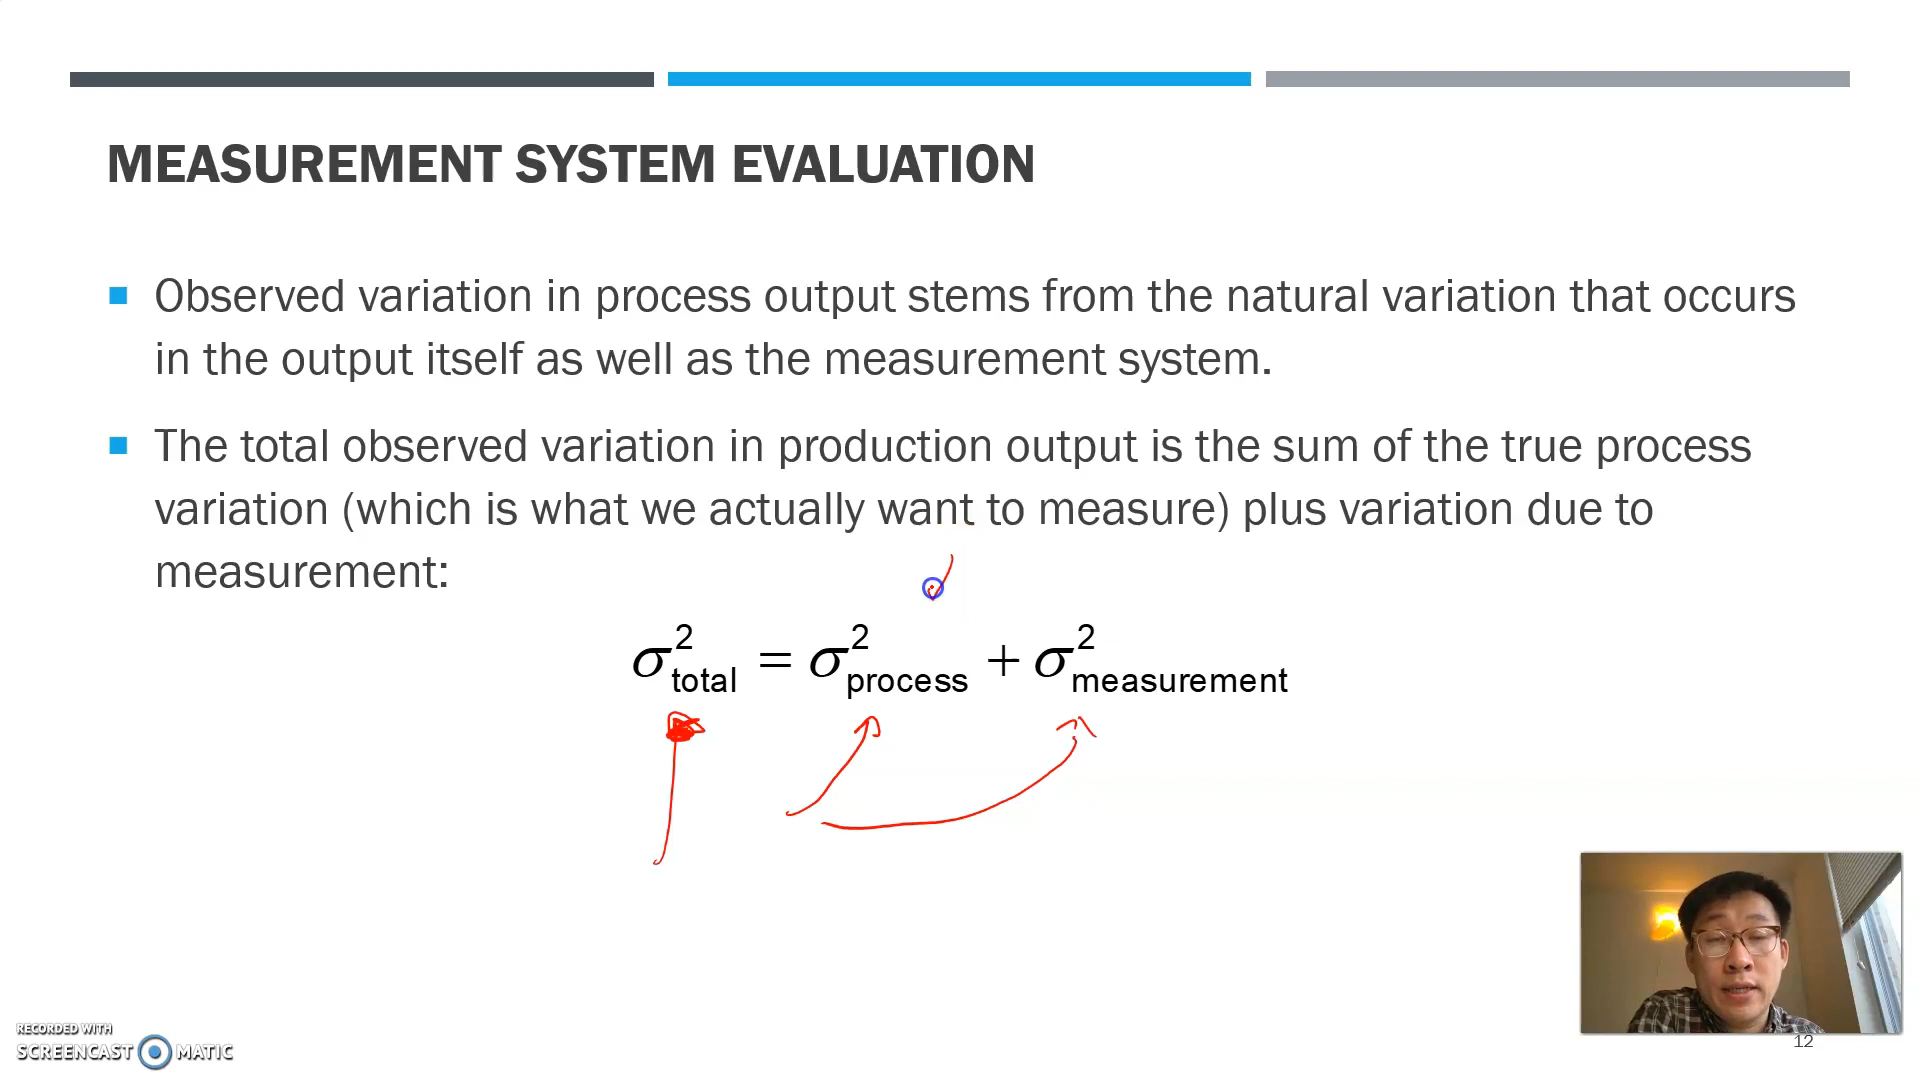 MEASUREMENT SYSTEM EVALUATION
■ Observed variation in process output stems from the natural variation that occurs
in the output itself as well as the measurement system.
■ The total observed variation in production output is the sum of the true process
variation (which is what we actually want to measure) plus variation due to
measurement:
σ²total = σ²process + σ²measurement
RECORDED WITH
SCREENCAST MATIC
12